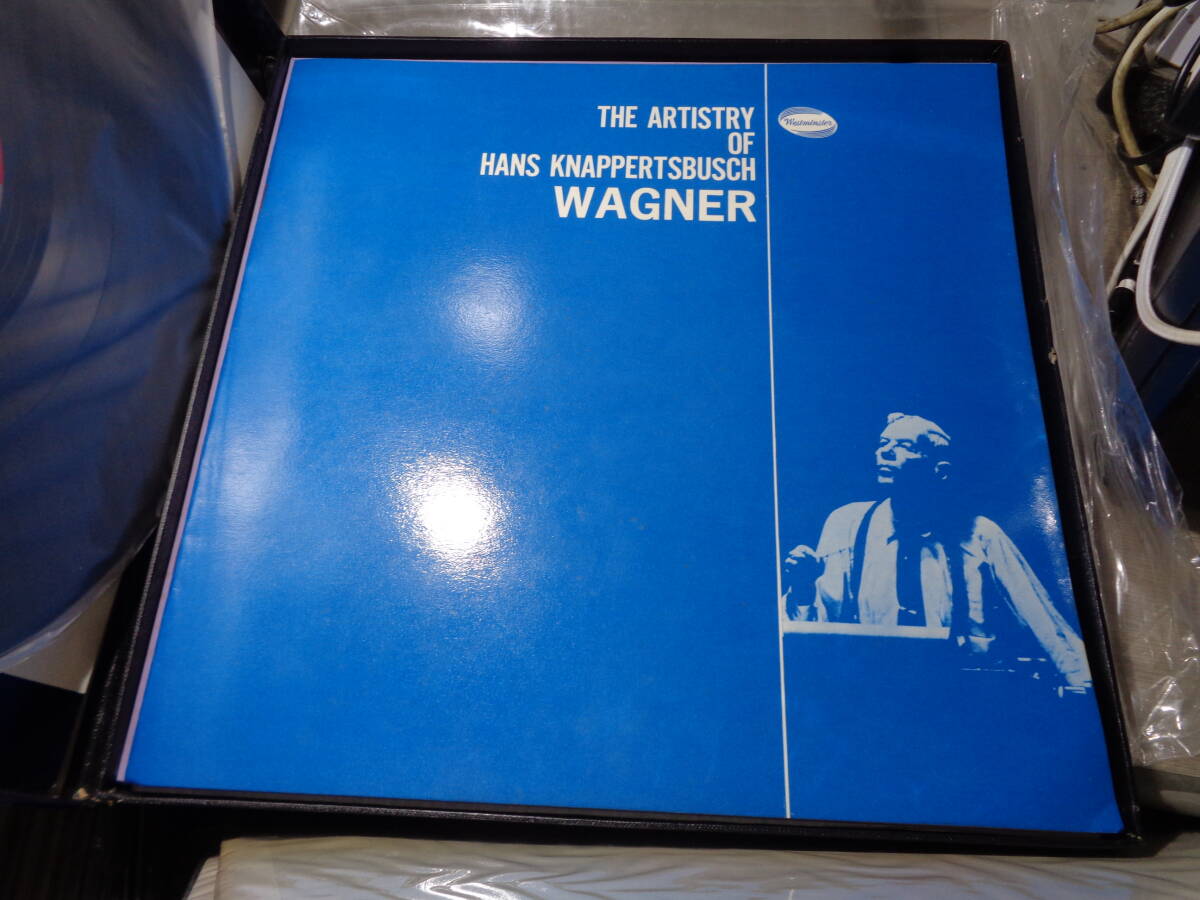 THE ARTISTRY
OF
HANS KNAPPERTSBUSCH
WAGNER
Westminster